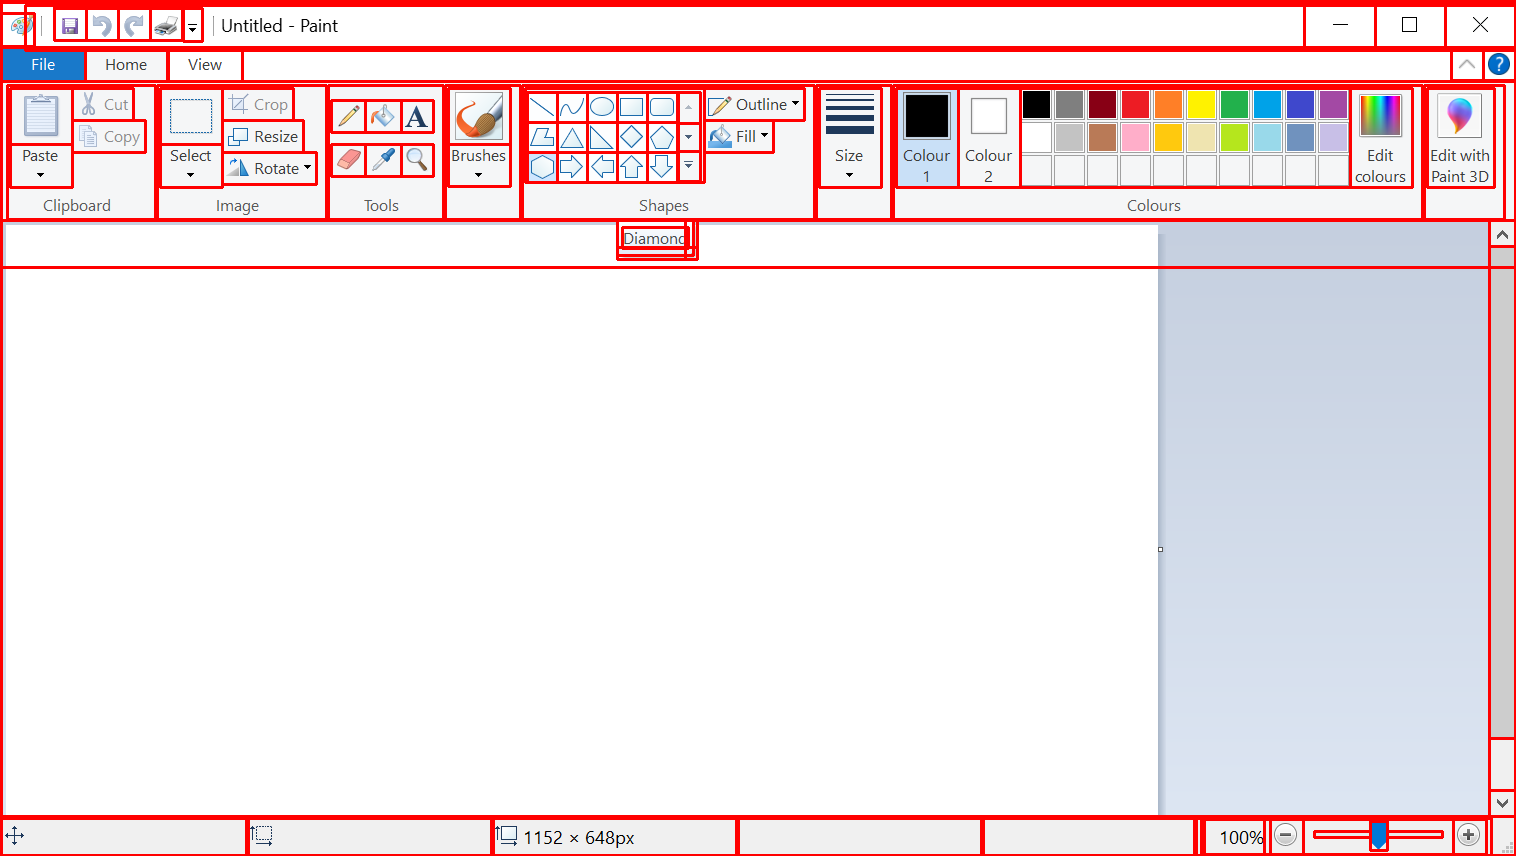 Untitled - Paint
File
Home
View
Paste
Cut
Copy
Clipboard
Select
Crop
Resize
Rotate
Image
A
Tools
Brushes
Outline
Fill
Shapes
Size
Colour
1
Colour
2
Edit
colours
Colours
Edit with
Paint 3D
?
Diamond
1152 × 648px
100%